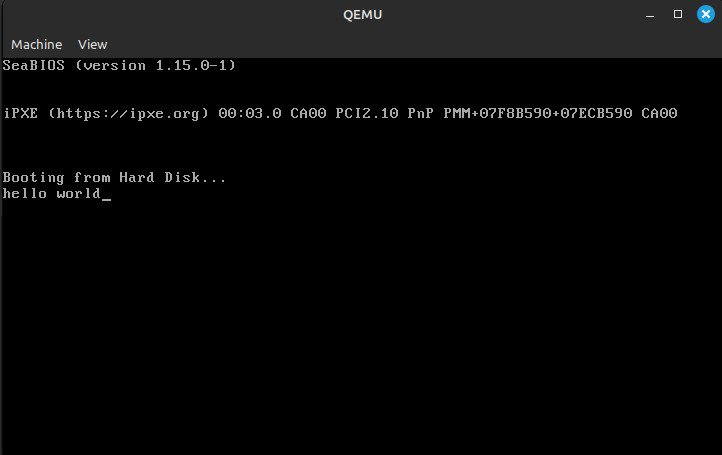 QEMU
Machine View
SeaBIOS (version 1.15.0-1)
iPXE (https://ipxe.org) 00:03.0 CA00 PCI2.10 PnP PMM+07F8B590+07ECB590 CA00
Booting from Hard Disk...
hello world_